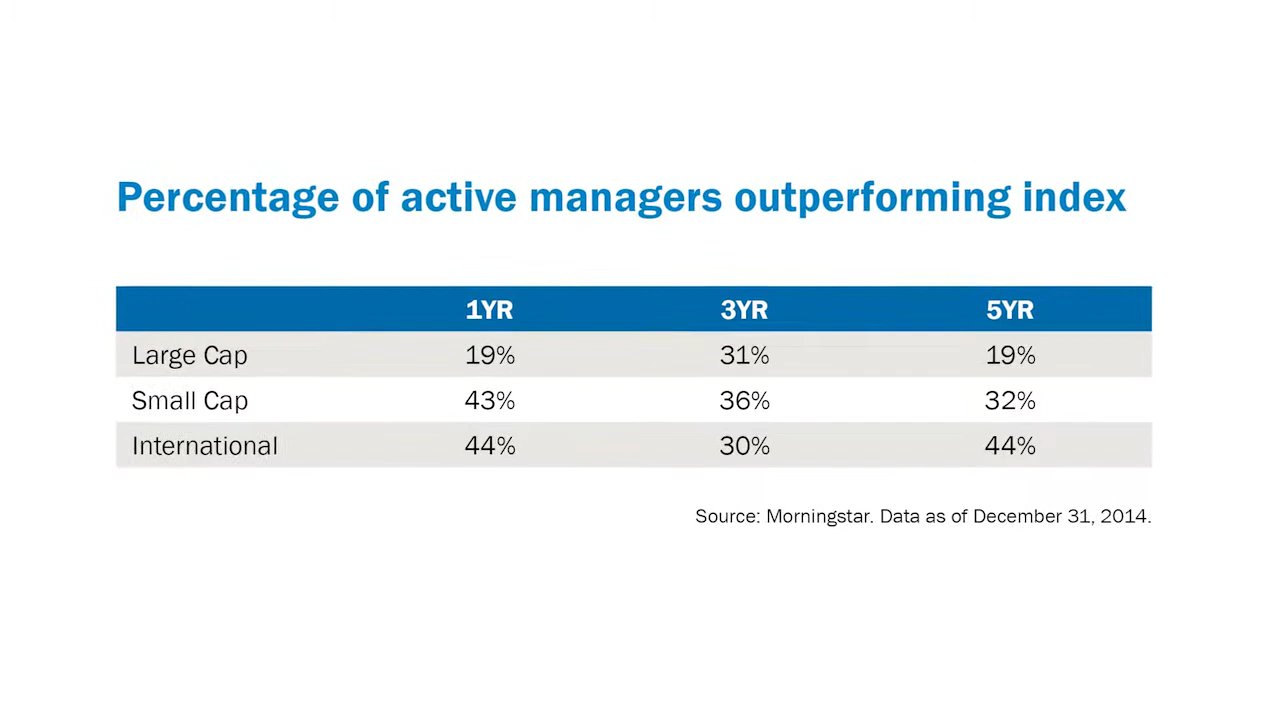 Percentage of active managers outperforming index
1YR 3YR 5YR
Large Cap 19% 31% 19%
Small Cap 43% 36% 32%
International 44% 30% 44%
Source: Morningstar. Data as of December 31, 2014.